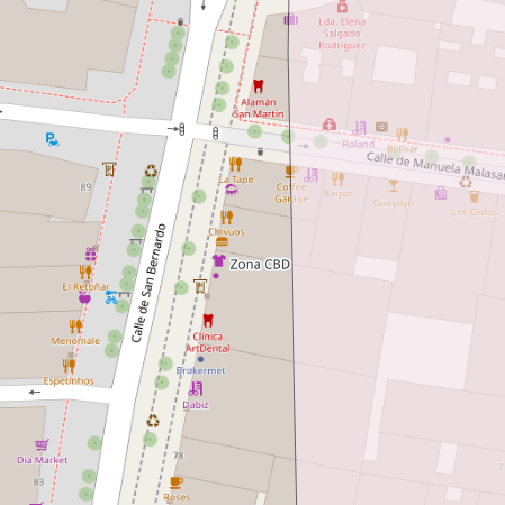 Lda. Elena
Salgado
Rodríguez
Alamán
San Martín
Roland
Bolívar
Calle de Manuela Malasaña
La Tape
Coffee
Garage
Baiyor
Guayoyo
Los Grifos
89
Chivuos
Zona CBD
Calle de San Bernardo
El Retonar
Clínica
ArtDental
Menomale
Brokermet
Espetinhos
Dabiz
Dia Market
78
83
Roses